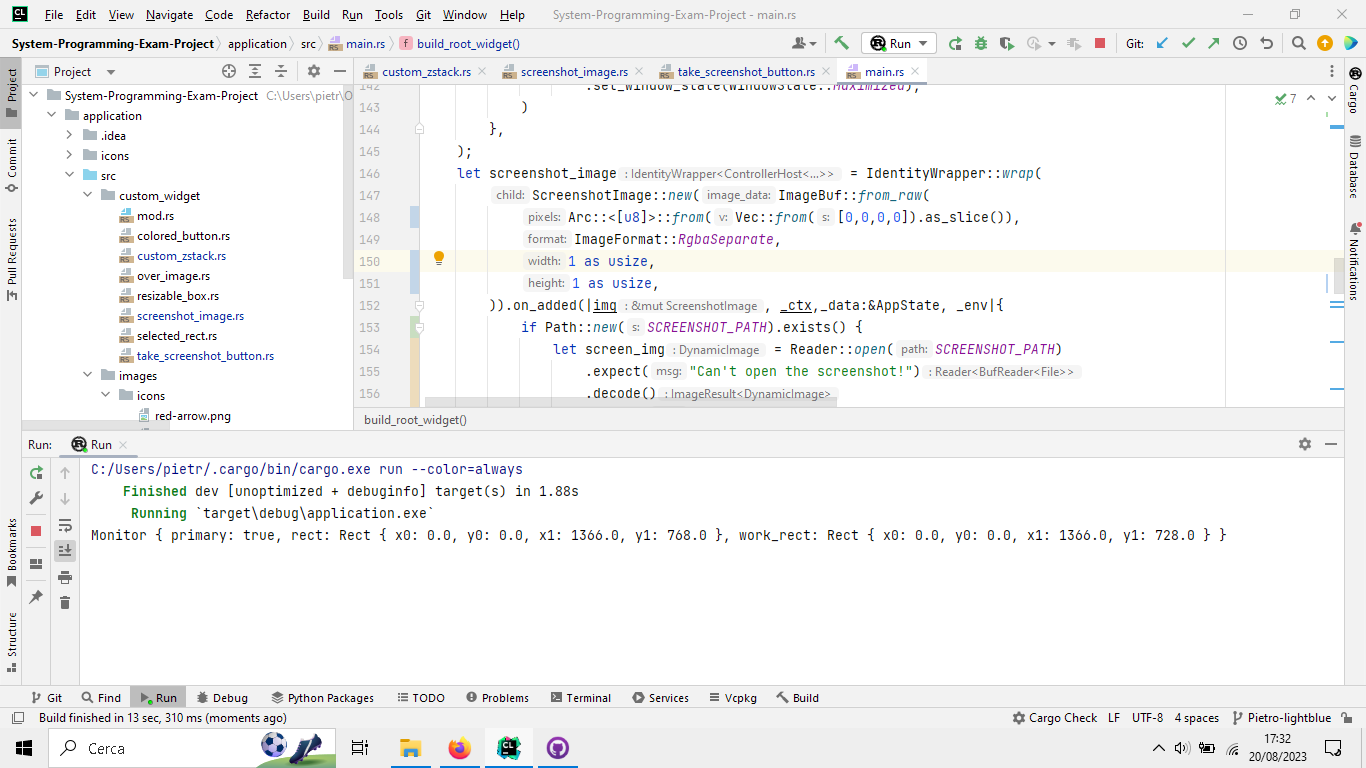 File Edit View Navigate Code Refactor Build Run Tools Git Window Help System-Programming-Exam-Project - main.rs
System-Programming-Exam-Project application src main.rs build_root_widget() Run Git:
Project custom_zstack.rs screenshot_image.rs take_screenshot_button.rs main.rs
System-Programming-Exam-Project C:\Users\pietr\O
application
.idea
icons
src
custom_widget
mod.rs
colored_button.rs
custom_zstack.rs
over_image.rs
resizable_box.rs
screenshot_image.rs
selected_rect.rs
take_screenshot_button.rs
images
icons
red-arrow.png
7
142 .set_window_state(WindowState::Maximized);
143 )
144 },
145 );
146 let screenshot_image : IdentityWrapper<ControllerHost<...>> = IdentityWrapper::wrap(
147 child: ScreenshotImage::new( image_data: ImageBuf::from_raw(
148 pixels: Arc::<[u8]>::from( v: Vec::from( s: [0,0,0,0]).as_slice()),
149 format: ImageFormat::RgbaSeparate,
150 width: 1 as usize,
151 height: 1 as usize,
152 )).on_added(|img : &mut ScreenshotImage , _ctx,_data:&AppState, _env|{
153 if Path::new( s: SCREENSHOT_PATH).exists() {
154 let screen_img : DynamicImage = Reader::open( path: SCREENSHOT_PATH)
155 .expect( msg: "Can't open the screenshot!") : Reader<BufReader<File>>
156 .decode() : ImageResult<DynamicImage>
build_root_widget()
Project
Commit
Pull Requests
Bookmarks
Structure
Cargo
Database
Notifications
Run: Run
C:/Users/pietr/.cargo/bin/cargo.exe run --color=always
Finished dev [unoptimized + debuginfo] target(s) in 1.88s
Running `target\debug\application.exe`
Monitor { primary: true, rect: Rect { x0: 0.0, y0: 0.0, x1: 1366.0, y1: 768.0 }, work_rect: Rect { x0: 0.0, y0: 0.0, x1: 1366.0, y1: 728.0 } }
Git Find Run Debug Python Packages TODO Problems Terminal Services Vcpkg Build
Build finished in 13 sec, 310 ms (moments ago) Cargo Check LF UTF-8 4 spaces Pietro-lightblue
Cerca 17:32
20/08/2023